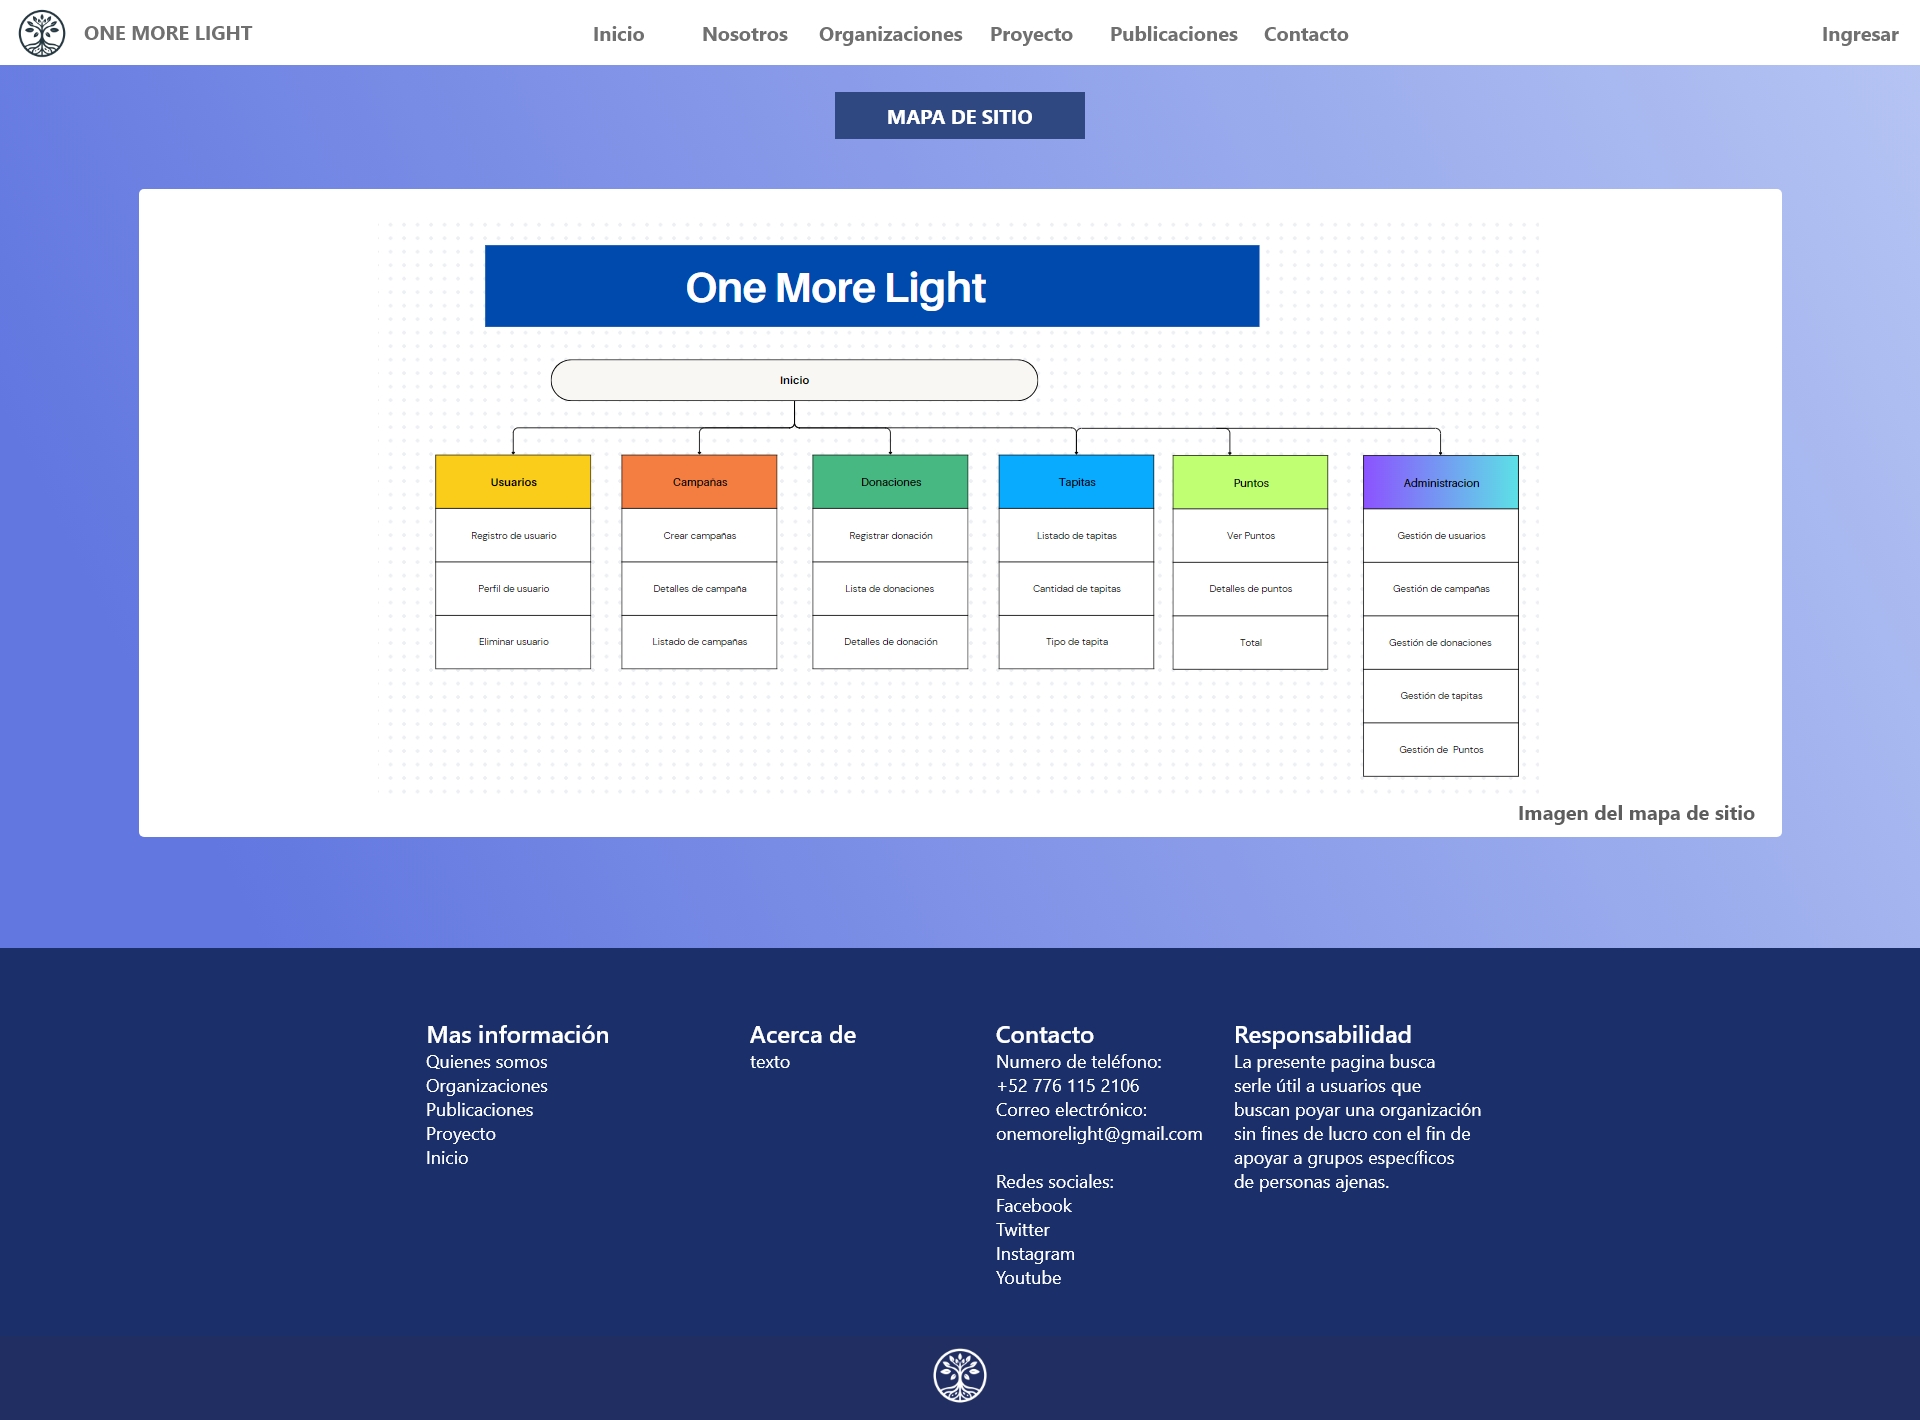 ONE MORE LIGHT
Inicio
Nosotros
Organizaciones
Proyecto
Publicaciones
Contacto
Ingresar
MAPA DE SITIO
One More Light
Inicio
Usuarios
Registro de usuario
Perfil de usuario
Eliminar usuario
Campañas
Crear campañas
Detalles de campaña
Listado de campañas
Donaciones
Registrar donación
Lista de donaciones
Detalles de donación
Tapitas
Listado de tapitas
Cantidad de tapitas
Tipo de tapita
Puntos
Ver Puntos
Detalles de puntos
Total
Administracion
Gestión de usuarios
Gestión de campañas
Gestión de donaciones
Gestión de tapitas
Gestión de Puntos
Imagen del mapa de sitio
Mas información
Quienes somos
Organizaciones
Publicaciones
Proyecto
Inicio
Acerca de
texto
Contacto
Numero de teléfono:
+52 776 115 2106
Correo electrónico:
onemorelight@gmail.com
Redes sociales:
Facebook
Twitter
Instagram
Youtube
Responsabilidad
La presente pagina busca
serle útil a usuarios que
buscan poyar una organización
sin fines de lucro con el fin de
apoyar a grupos específicos
de personas ajenas.